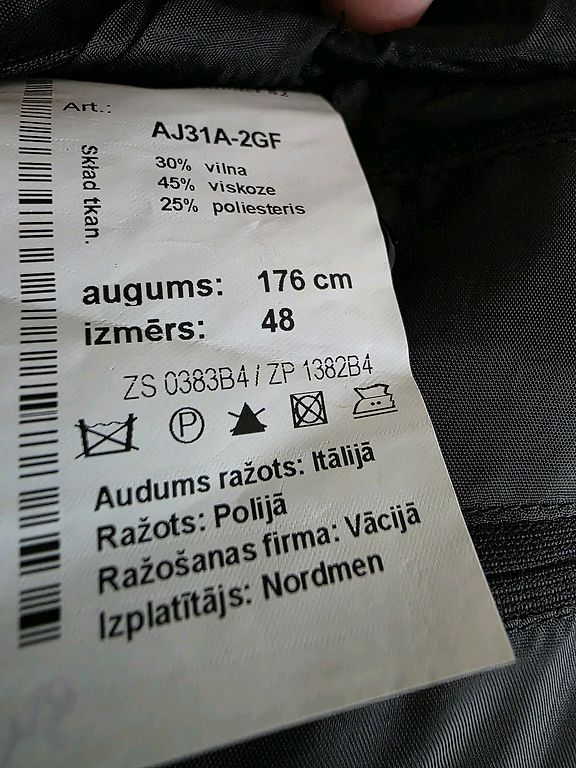 Art.:
AJ31A-2GF
Skład tkan.
30% vilna
45% viskoze
25% poliesteris
augums: 176 cm
izmērs: 48
ZS 0383B4 / ZP 1382B4
P
Audums ražots: Itālijā
Ražots: Polijā
Ražošanas firma: Vācijā
Izplatītājs: Nordmen